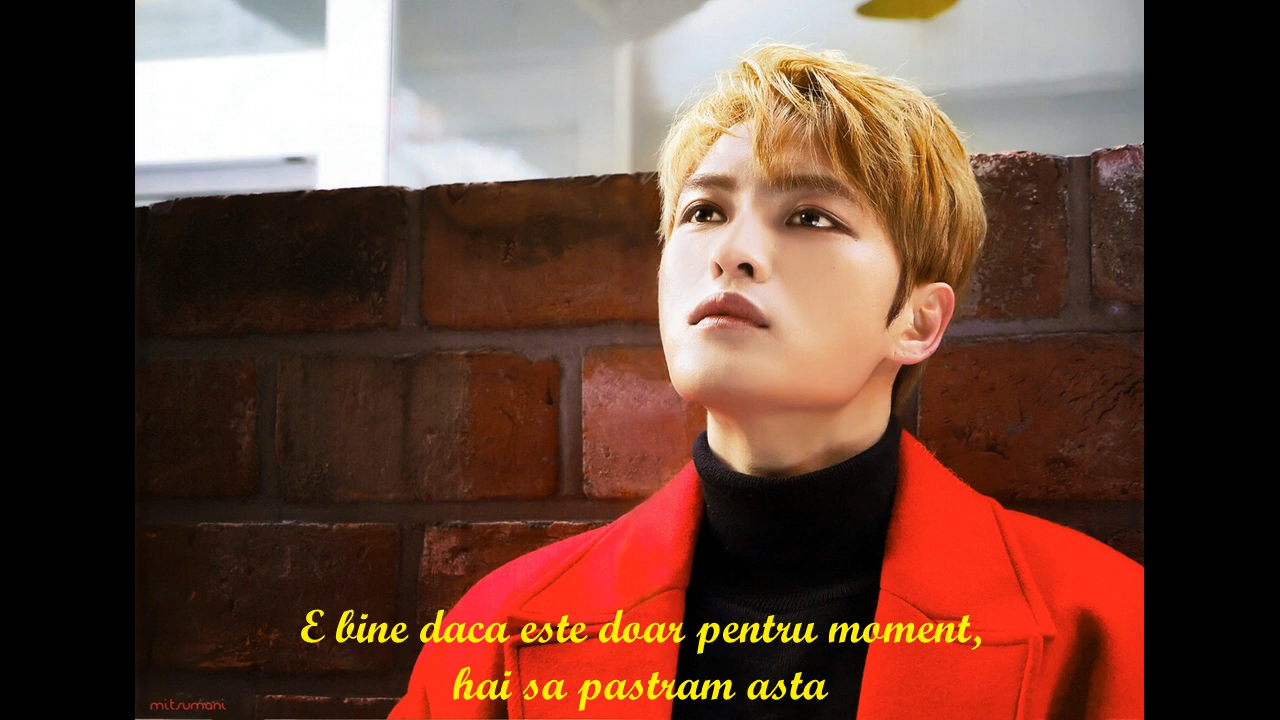 E bine daca este doar pentru moment,
hai sa pastram asta
mitsumani